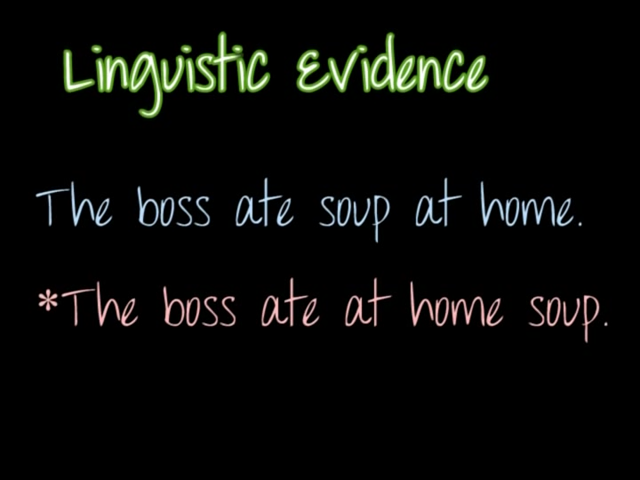 Linguistic Evidence
The boss ate soup at home.
*The boss ate at home soup.